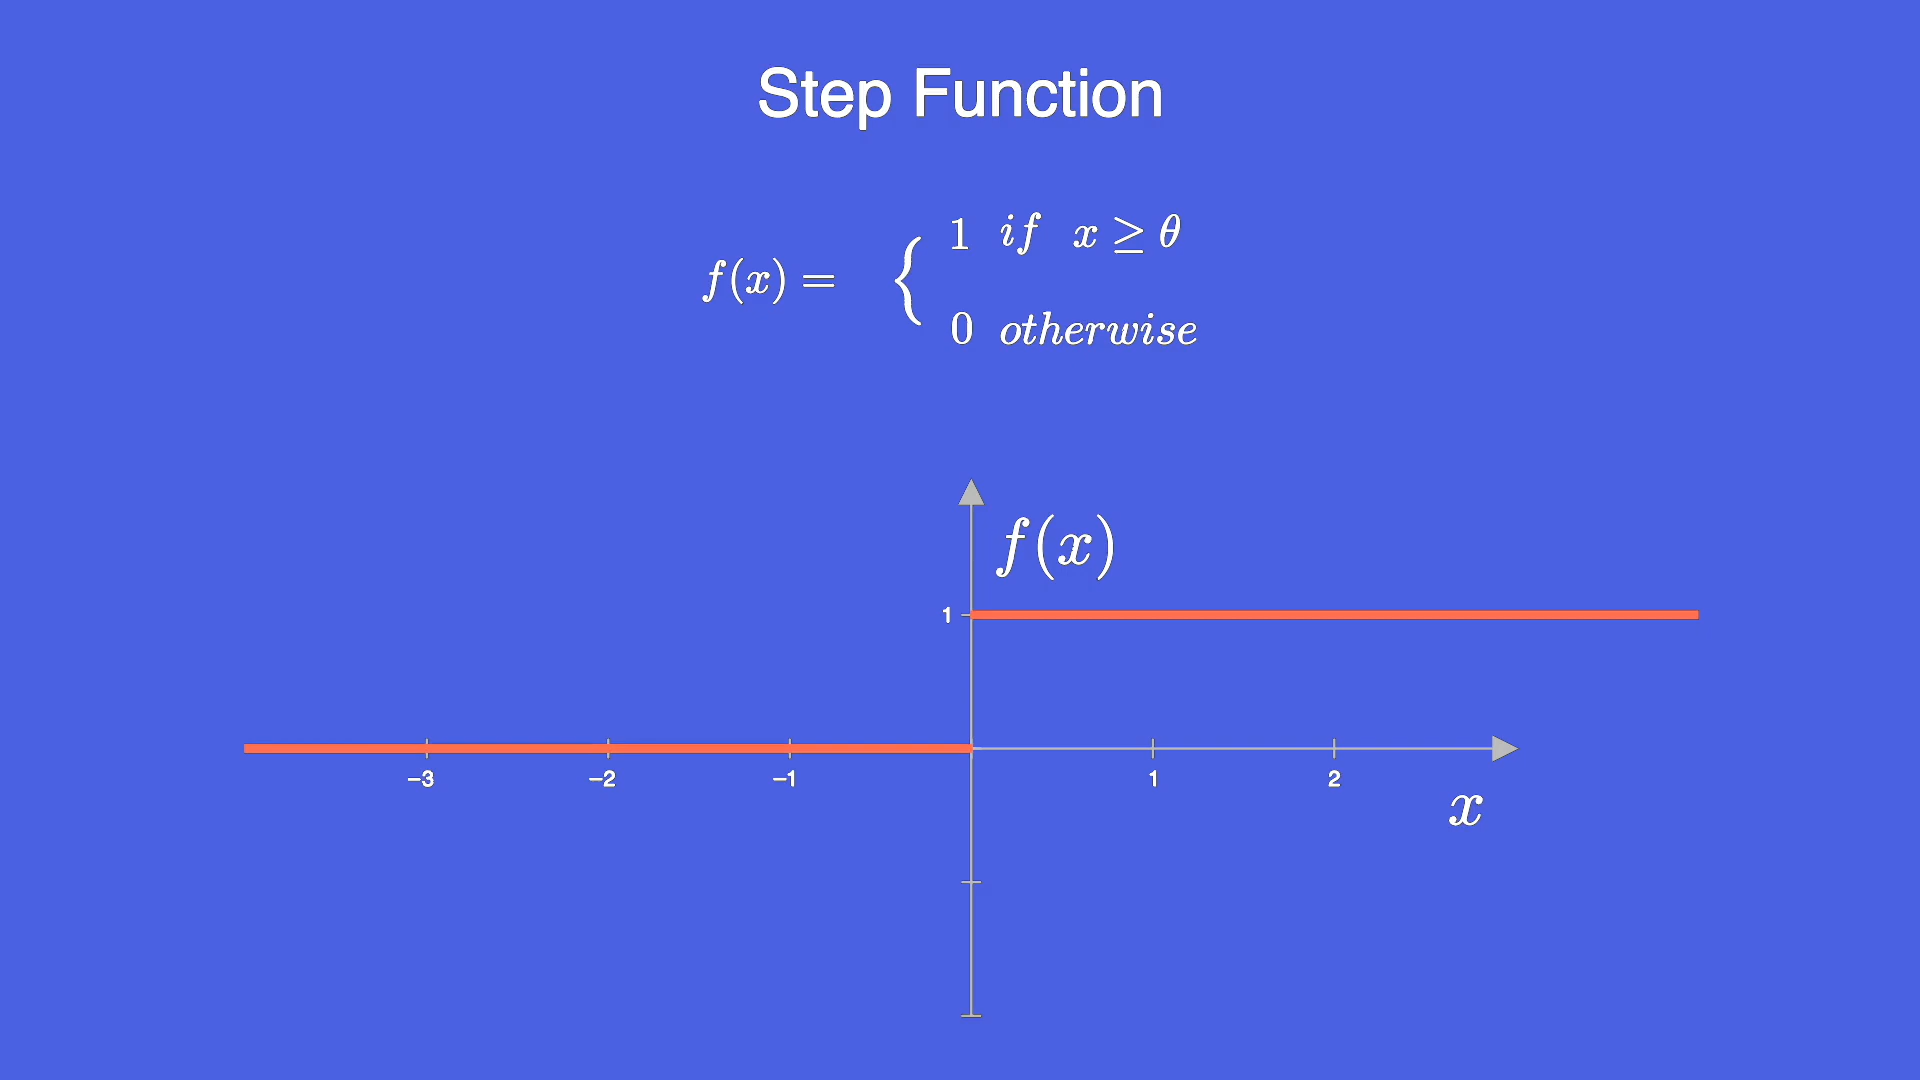 Step Function
1 if x ≥ θ
f(x) = {
0 otherwise
f(x)
1
−3 −2 −1 1 2
x